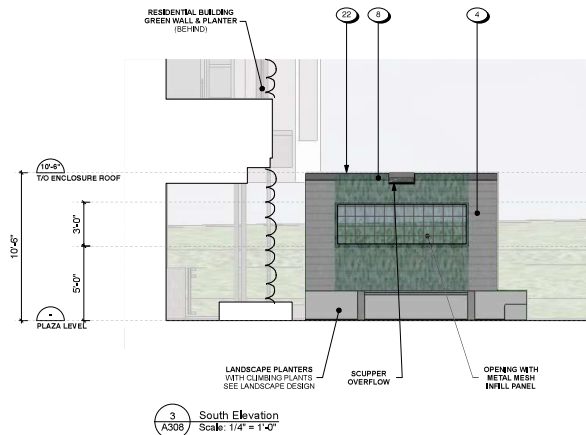 RESIDENTIAL BUILDING
GREEN WALL & PLANTER
(BEHIND)
22
8
4
10'-6"
T/O ENCLOSURE ROOF
10'-6"
3'-0"
5'-0"
-
PLAZA LEVEL
LANDSCAPE PLANTERS
WITH CLIMBING PLANTS
SEE LANDSCAPE DESIGN
SCUPPER
OVERFLOW
OPENING WITH
METAL MESH
INFILL PANEL
3
A308
South Elevation
Scale: 1/4" = 1'-0"